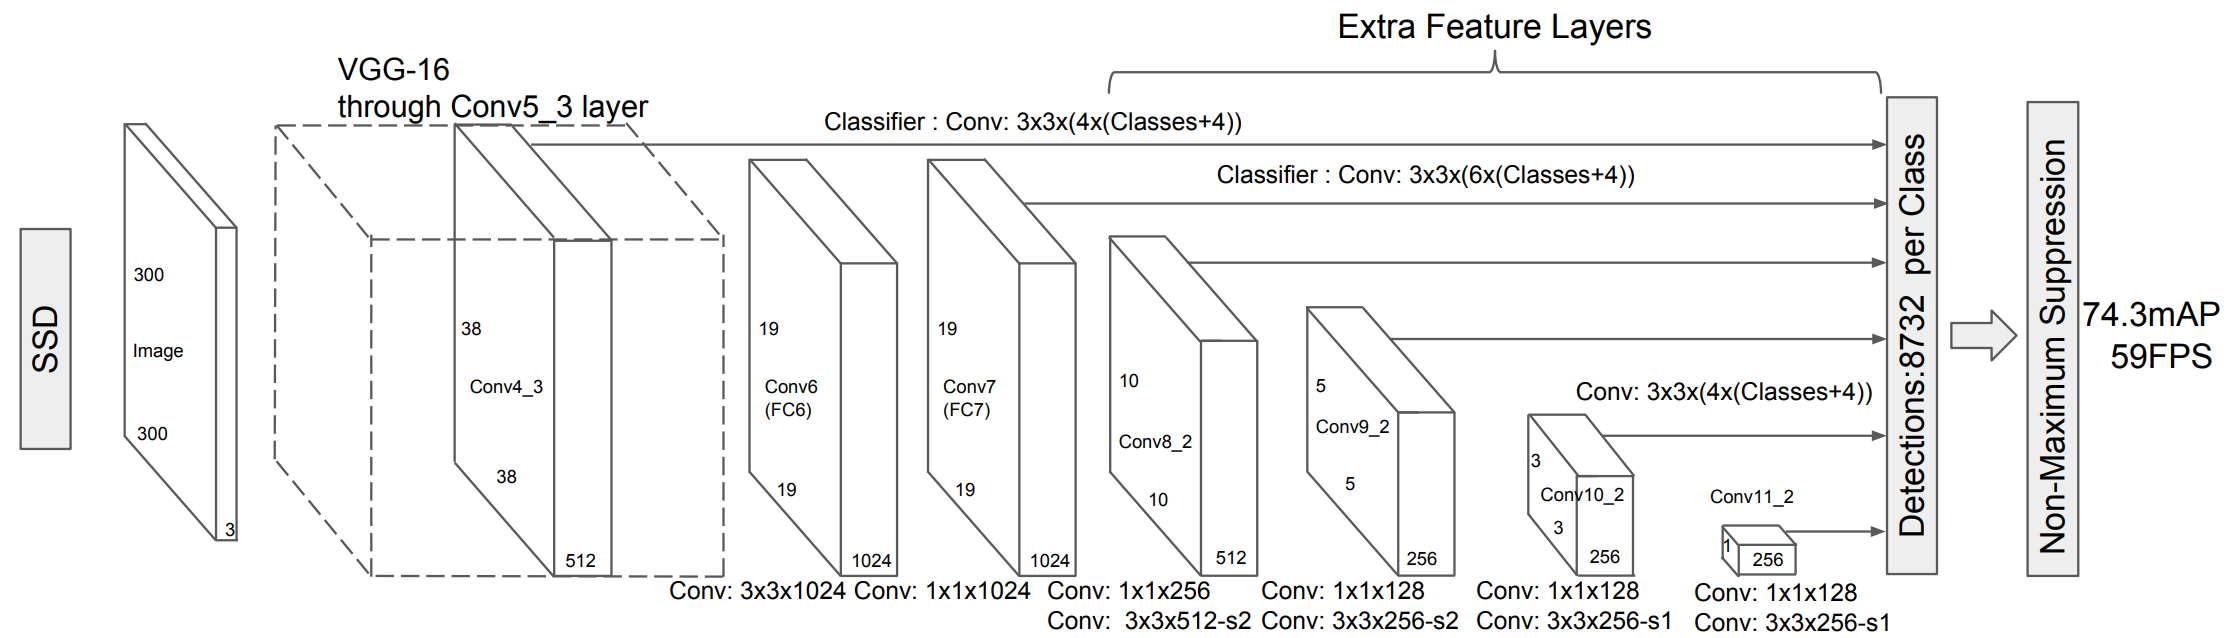 Extra Feature Layers
VGG-16
through Conv5_3 layer
Classifier : Conv: 3x3x(4x(Classes+4))
Classifier : Conv: 3x3x(6x(Classes+4))
SSD
300
Image
300
3
38
Conv4_3
38
512
19
Conv6
(FC6)
19
1024
19
Conv7
(FC7)
19
1024
10
Conv8_2
10
512
5
Conv9_2
5
256
Conv: 3x3x(4x(Classes+4))
3
Conv10_2
3
256
Conv11_2
1
256
Detections:8732 per Class
Non-Maximum Suppression
74.3mAP
59FPS
Conv: 3x3x1024
Conv: 1x1x1024
Conv: 1x1x256
Conv: 3x3x512-s2
Conv: 1x1x128
Conv: 3x3x256-s2
Conv: 1x1x128
Conv: 3x3x256-s1
Conv: 1x1x128
Conv: 3x3x256-s1